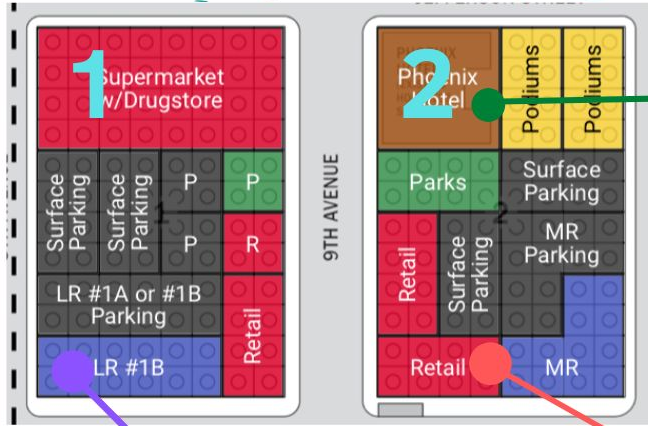 1
Supermarket
w/Drugstore
Surface
Parking
Surface
Parking
P
P
P
R
1
LR #1A or #1B
Parking
Retail
LR #1B
9TH AVENUE
2
Phoenix
Hotel
Podiums
Podiums
Parks
Surface
Parking
2
MR
Parking
Retail
Surface
Parking
Retail
MR